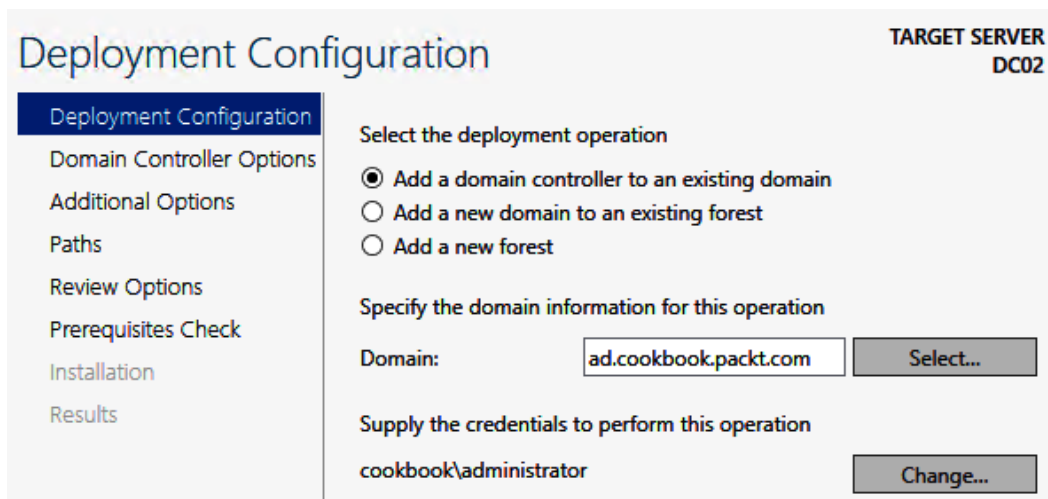 Deployment Configuration
TARGET SERVER
DC02
Deployment Configuration
Domain Controller Options
Additional Options
Paths
Review Options
Prerequisites Check
Installation
Results
Select the deployment operation
Add a domain controller to an existing domain
Add a new domain to an existing forest
Add a new forest
Specify the domain information for this operation
Domain: ad.cookbook.packt.com Select...
Supply the credentials to perform this operation
cookbook\administrator Change...